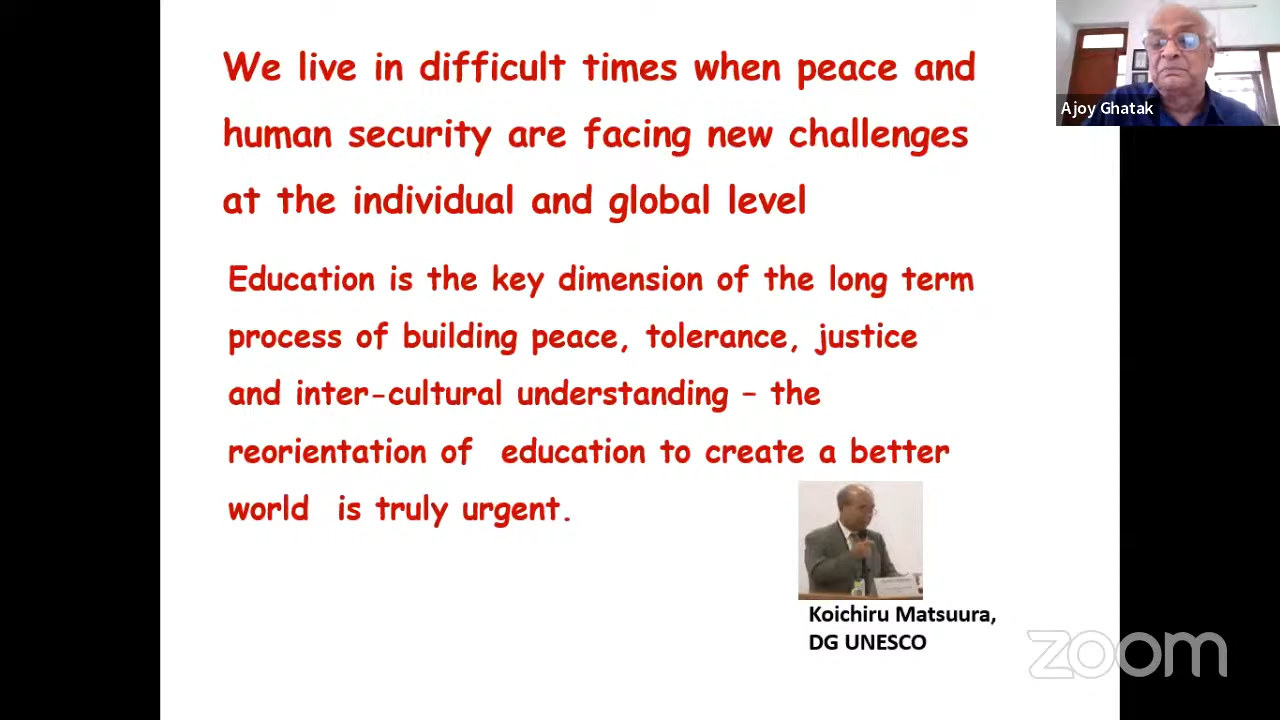 We live in difficult times when peace and
human security are facing new challenges
at the individual and global level
Education is the key dimension of the long term
process of building peace, tolerance, justice
and inter-cultural understanding – the
reorientation of education to create a better
world is truly urgent.
Koichiru Matsuura,
DG UNESCO
Ajoy Ghatak
zoom